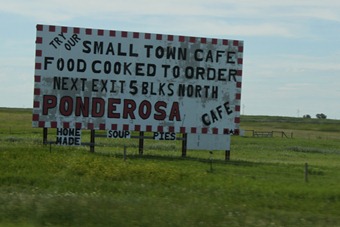 TRY OUR
SMALL TOWN CAFE
FOOD COOKED TO ORDER
NEXT EXIT 5 BLKS NORTH
PONDEROSA CAFE
HOME MADE SOUP PIES